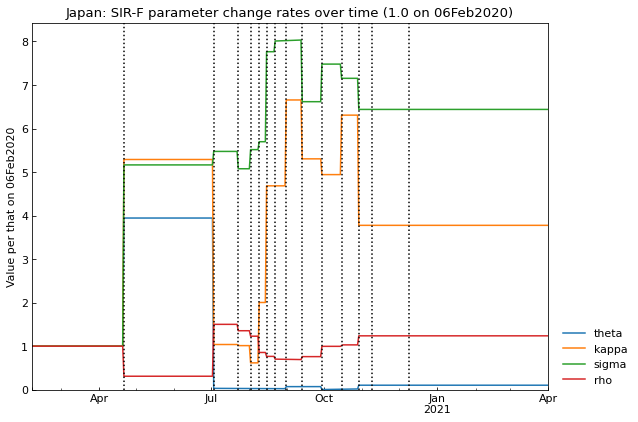 Japan: SIR-F parameter change rates over time (1.0 on 06Feb2020)
Value per that on 06Feb2020
8
7
6
5
4
3
2
1
0
Apr
Jul
Oct
Jan
2021
Apr
theta
kappa
sigma
rho